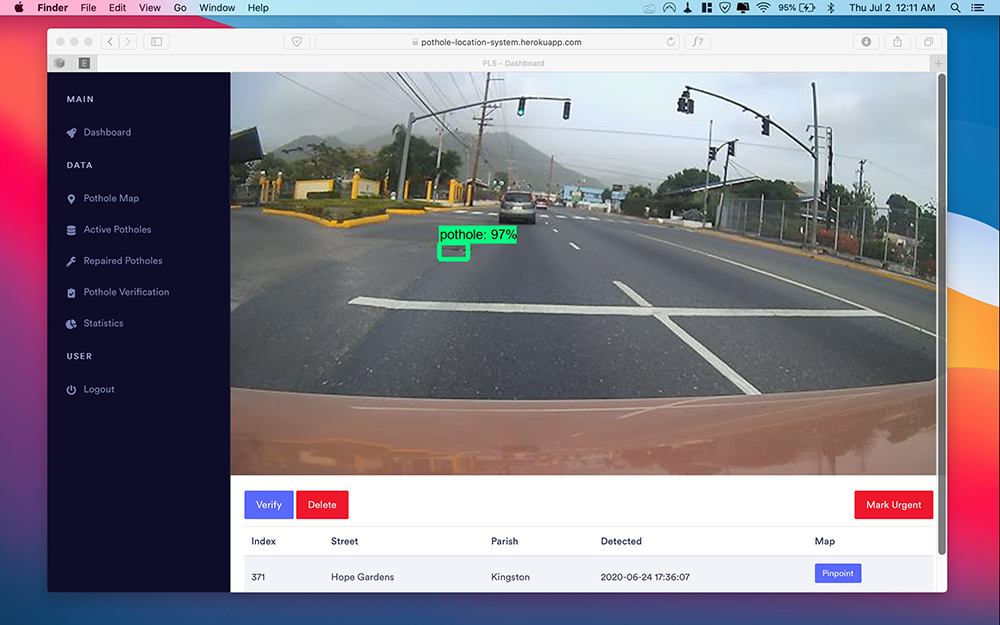 Finder File Edit View Go Window Help 95% Thu Jul 2 12:11 AM
pothole-location-system.herokuapp.com
ƒ?
E PLS - Dashboard
MAIN
Dashboard
DATA
Pothole Map
Active Potholes
Repaired Potholes
Pothole Verification
Statistics
USER
Logout
pothole: 97%
Verify Delete Mark Urgent
Index Street Parish Detected Map
371 Hope Gardens Kingston 2020-06-24 17:36:07 Pinpoint